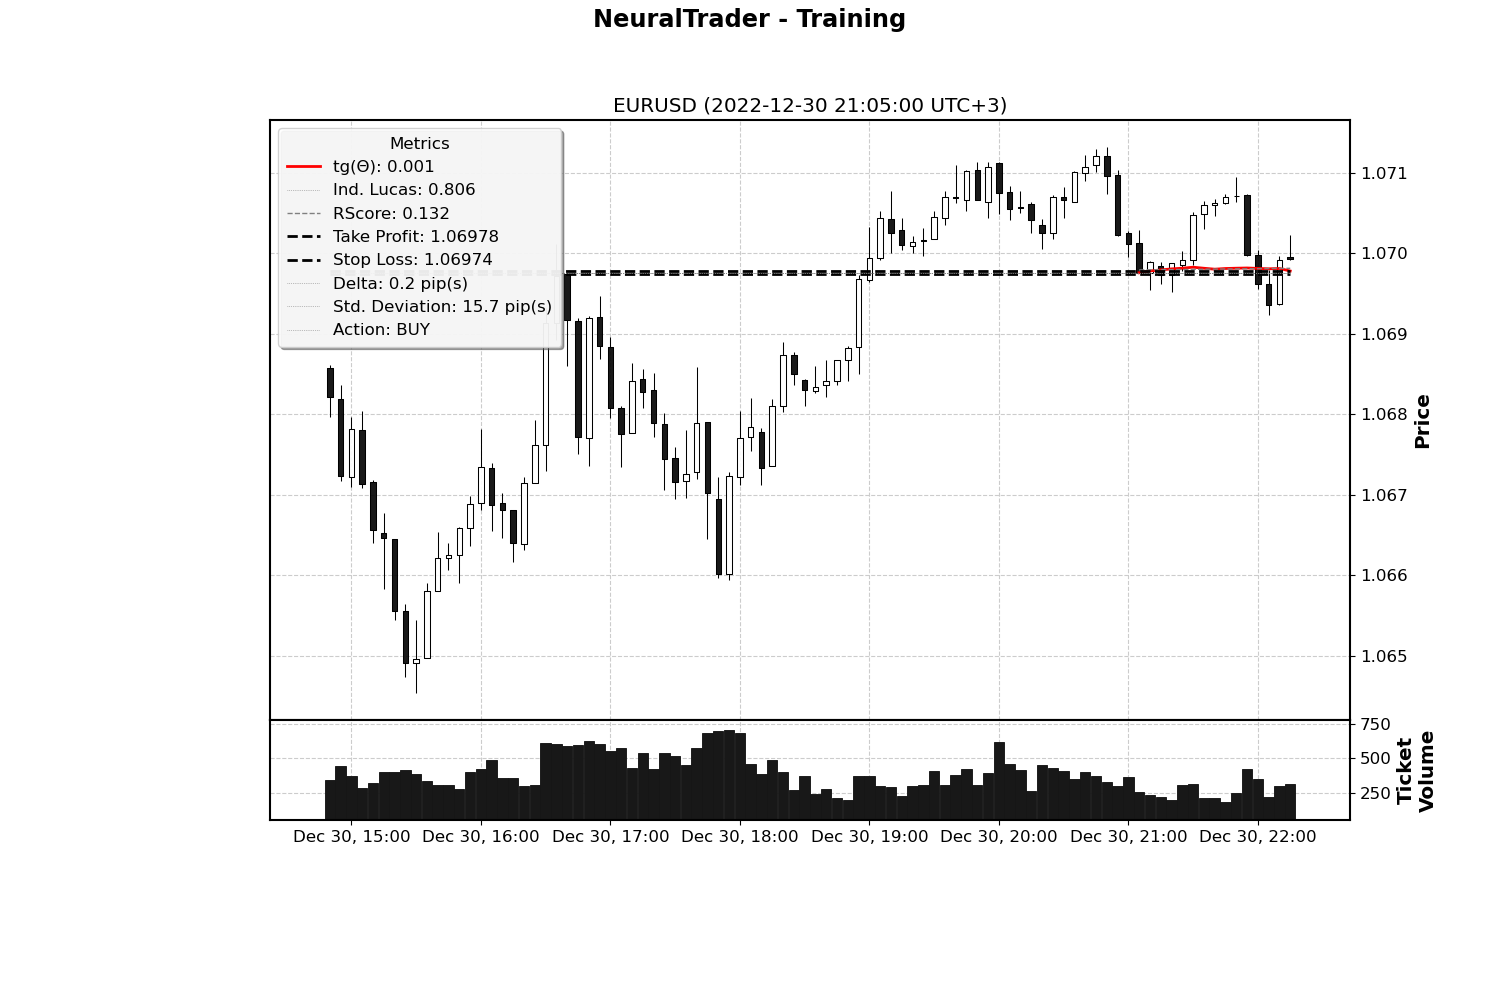 NeuralTrader - Training
EURUSD (2022-12-30 21:05:00 UTC+3)
Metrics
tg(Θ): 0.001
Ind. Lucas: 0.806
RScore: 0.132
Take Profit: 1.06978
Stop Loss: 1.06974
Delta: 0.2 pip(s)
Std. Deviation: 15.7 pip(s)
Action: BUY
1.071
1.070
1.069
1.068
1.067
1.066
1.065
Price
750
500
250
Ticket
Volume
Dec 30, 15:00 Dec 30, 16:00 Dec 30, 17:00 Dec 30, 18:00 Dec 30, 19:00 Dec 30, 20:00 Dec 30, 21:00 Dec 30, 22:00